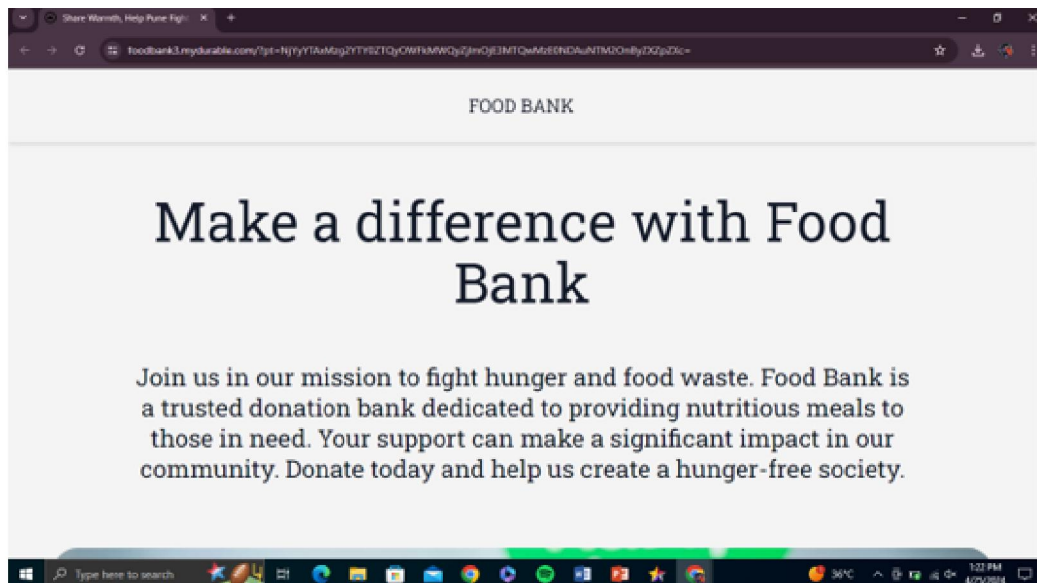 Share Warmth, Help Pune Figh
FOOD BANK
Make a difference with Food
Bank
Join us in our mission to fight hunger and food waste. Food Bank is
a trusted donation bank dedicated to providing nutritious meals to
those in need. Your support can make a significant impact in our
community. Donate today and help us create a hunger-free society.
Type here to search
36°C
1:22 PM
4/25/2024